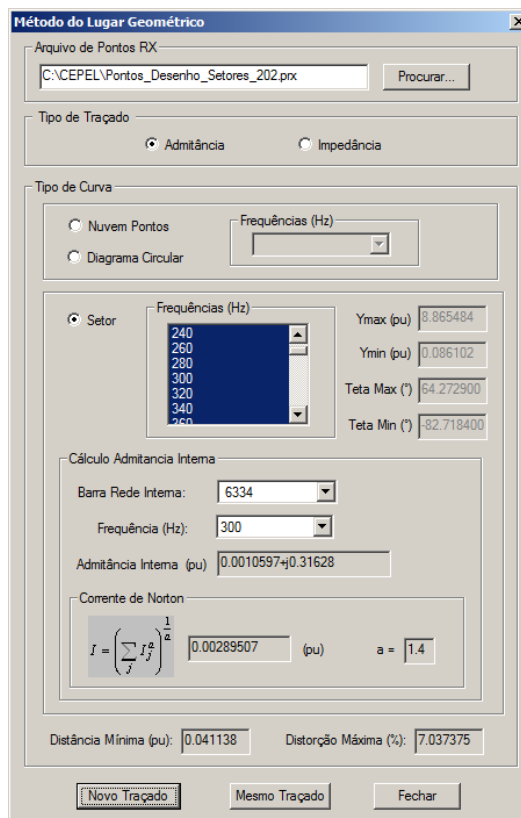 Método do Lugar Geométrico
Arquivo de Pontos RX
C:\CEPEL\Pontos_Desenho_Setores_202.prx
Procurar...
Tipo de Traçado
Admitância
Impedância
Tipo de Curva
Nuvem Pontos
Frequências (Hz)
Diagrama Circular
Setor
Frequências (Hz)
240
260
280
300
320
340
360
Ymax (pu) 8.865484
Ymin (pu) 0.086102
Teta Max (°) 64.272900
Teta Min (°) -82.718400
Cálculo Admitancia Interna
Barra Rede Interna: 6334
Frequência (Hz): 300
Admitância Interna (pu) 0.0010597+j0.31628
Corrente de Norton
I = (∑_j I_j^a)^(1/a) 0.00289507 (pu) a = 1.4
Distância Mínima (pu): 0.041138 Distorção Máxima (%): 7.037375
Novo Traçado Mesmo Traçado Fechar